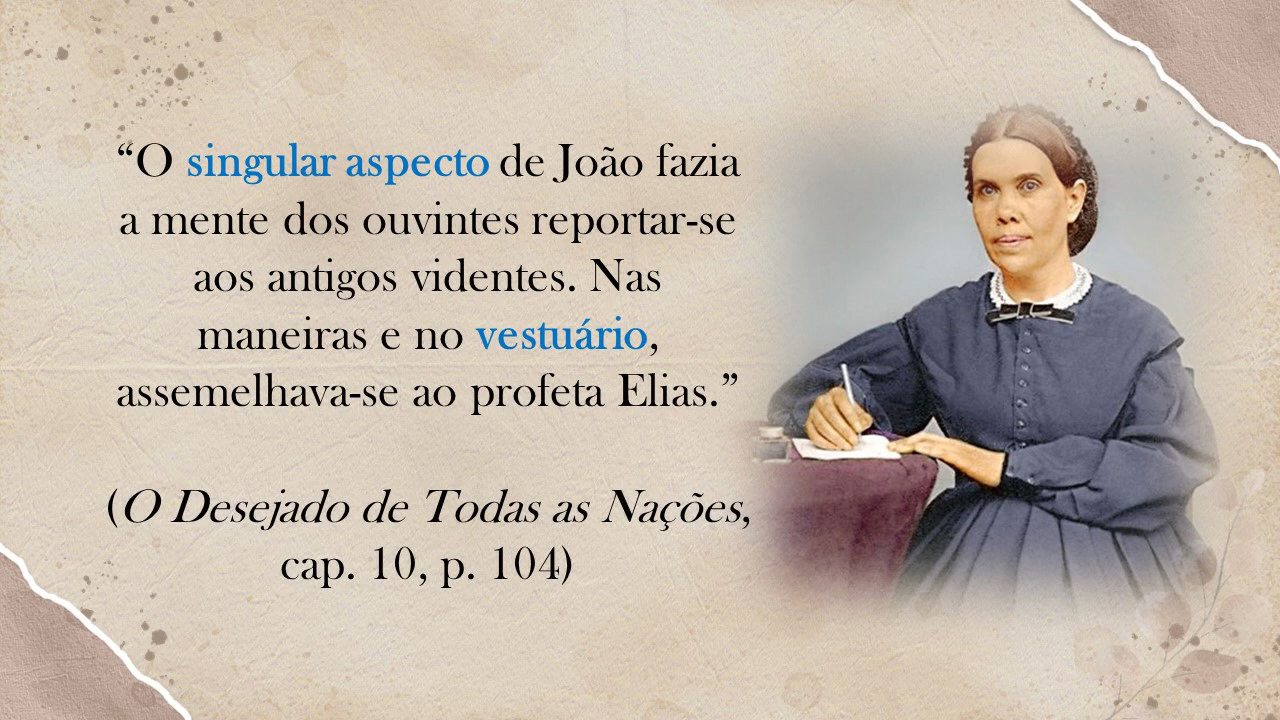 “O singular aspecto de João fazia
a mente dos ouvintes reportar-se
aos antigos videntes. Nas
maneiras e no vestuário,
assemelhava-se ao profeta Elias.”
(O Desejado de Todas as Nações,
cap. 10, p. 104)